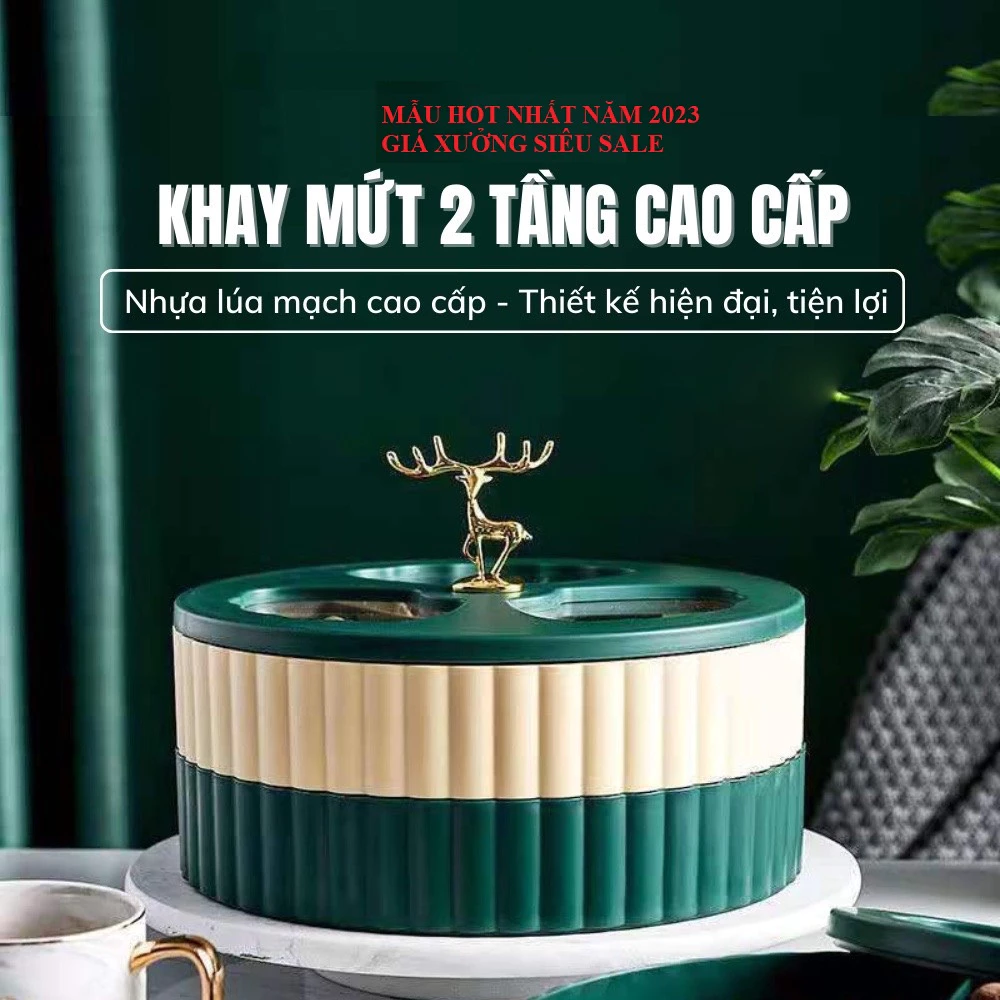 MẪU HOT NHẤT NĂM 2023
GIÁ XƯỞNG SIÊU SALE
KHAY MỨT 2 TẦNG CAO CẤP
Nhựa lúa mạch cao cấp - Thiết kế hiện đại, tiện lợi